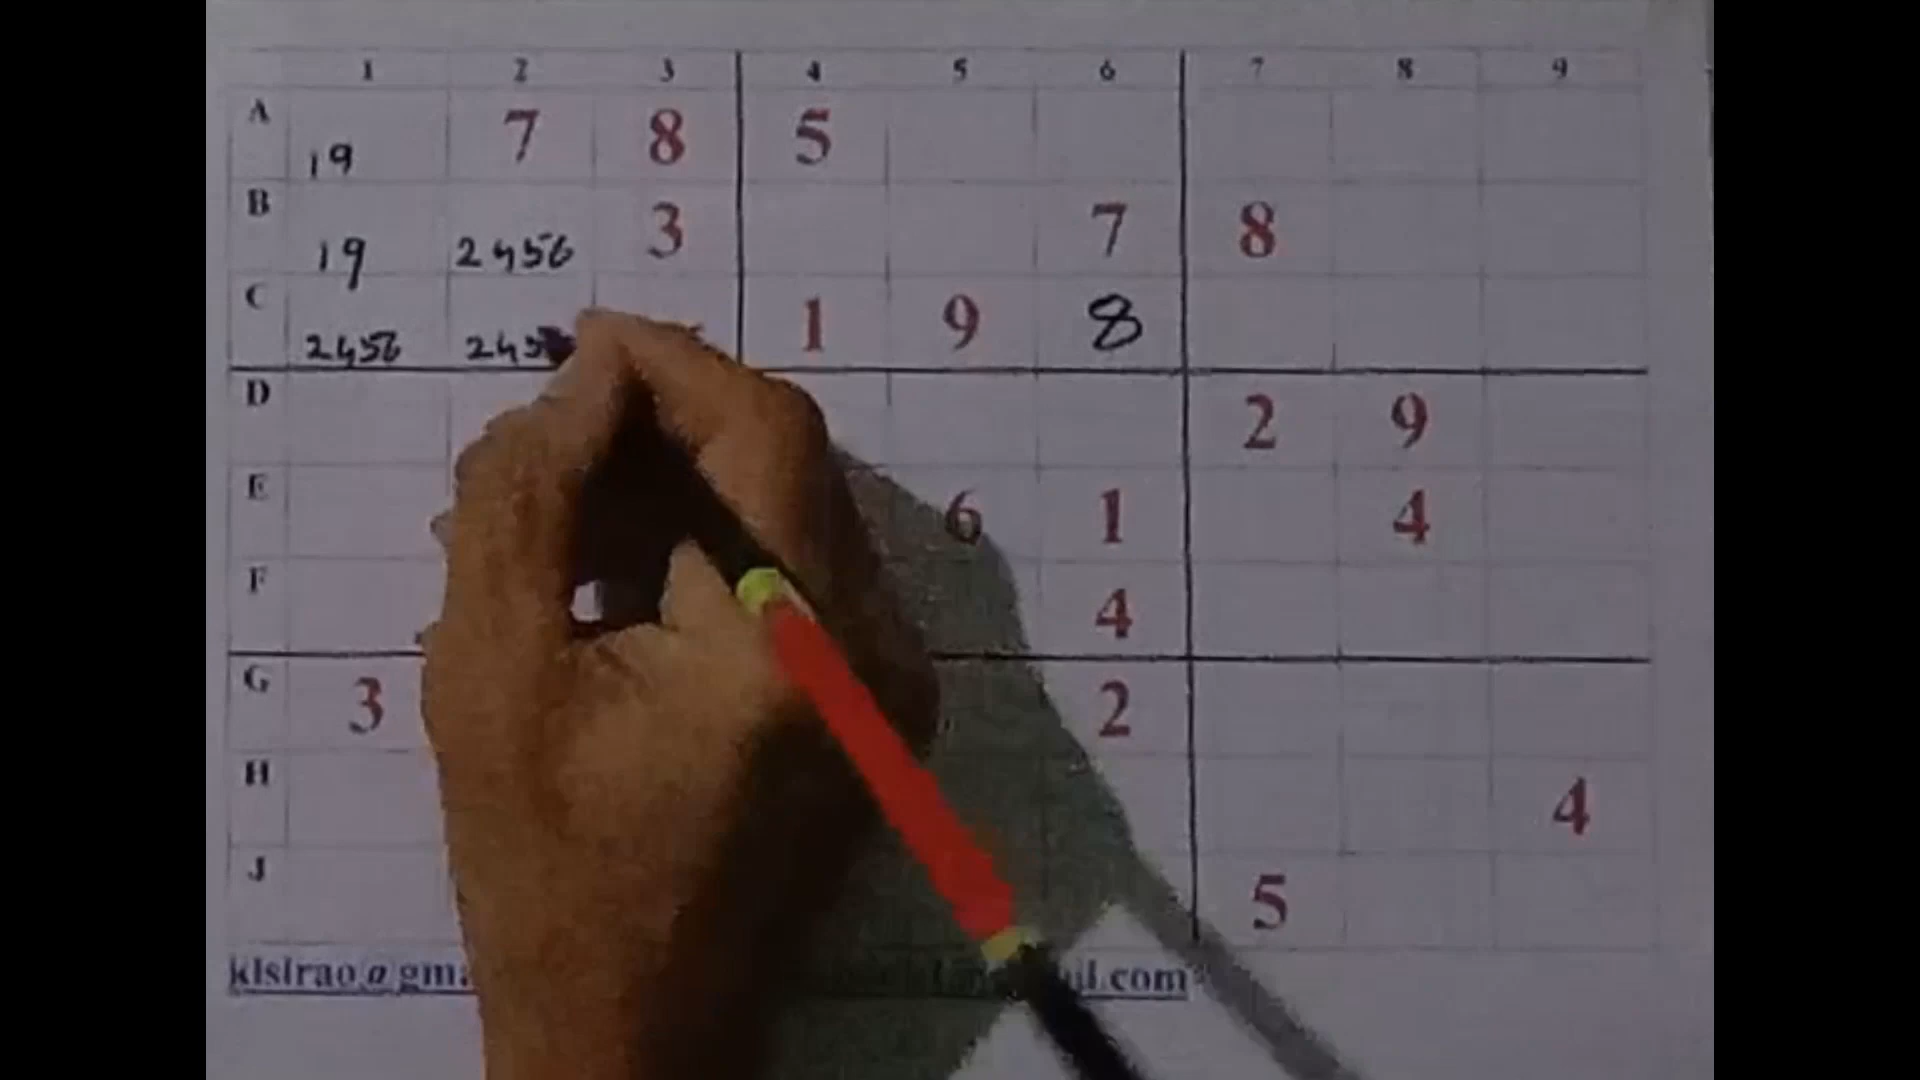 1 2 3 4 5 6 7 8 9
A 19 7 8 5
B 19 2456 3 7 8
C 2456 245 1 9 8
D 2 9
E 6 1 4
F 4
G 3 2
H 4
J 5